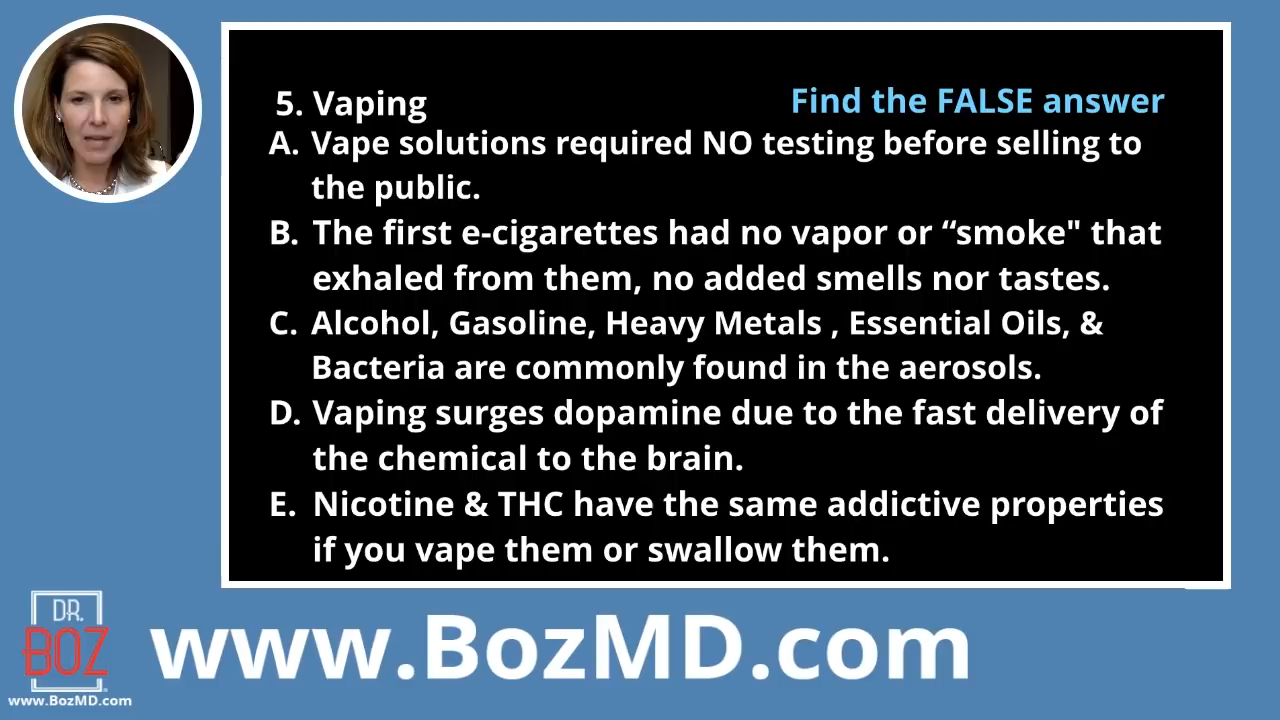 5. Vaping
Find the FALSE answer
A. Vape solutions required NO testing before selling to
the public.
B. The first e-cigarettes had no vapor or “smoke" that
exhaled from them, no added smells nor tastes.
C. Alcohol, Gasoline, Heavy Metals , Essential Oils, &
Bacteria are commonly found in the aerosols.
D. Vaping surges dopamine due to the fast delivery of
the chemical to the brain.
E. Nicotine & THC have the same addictive properties
if you vape them or swallow them.
DR.
BOZ
www.BozMD.com
www.BozMD.com